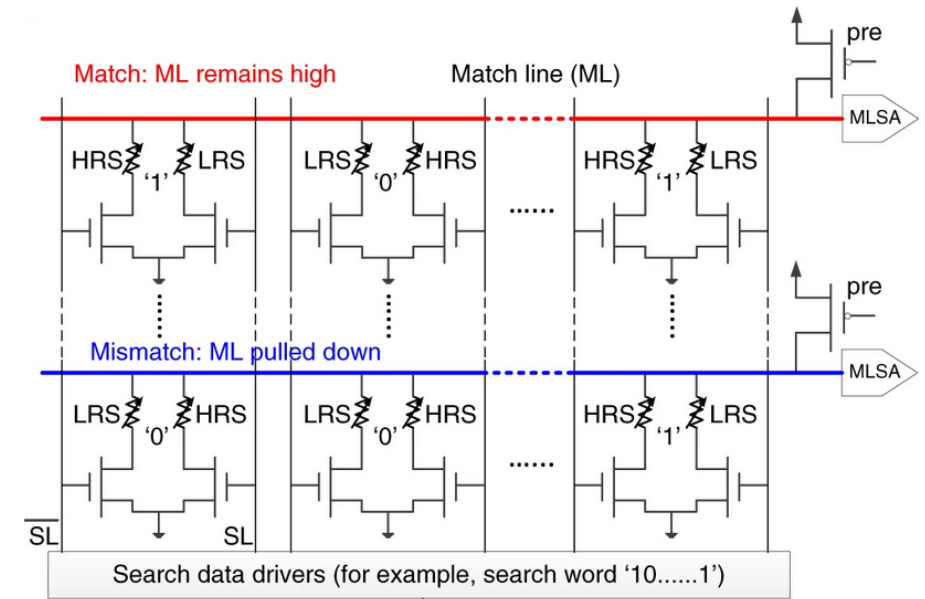 pre
Match: ML remains high
Match line (ML)
MLSA
HRS LRS LRS HRS HRS LRS
‘1’ ‘0’ ‘1’
......
pre
Mismatch: ML pulled down
MLSA
LRS HRS LRS HRS HRS LRS
‘0’ ‘0’ ‘1’
......
S̅L̅ SL
Search data drivers (for example, search word ‘10......1’)